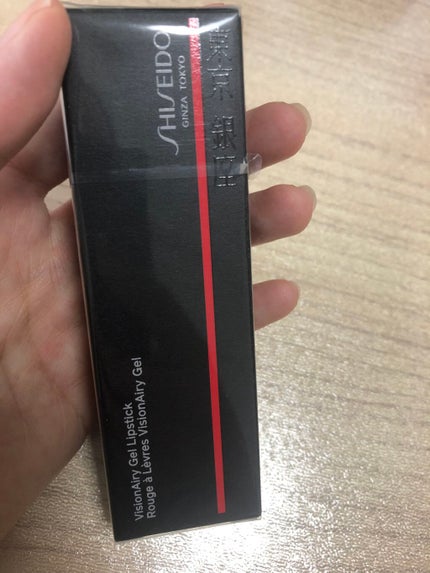 SHISEIDO
GINZA TOKYO
東京 銀座
VisionAiry Gel Lipstick
Rouge à Lèvres VisionAiry Gel